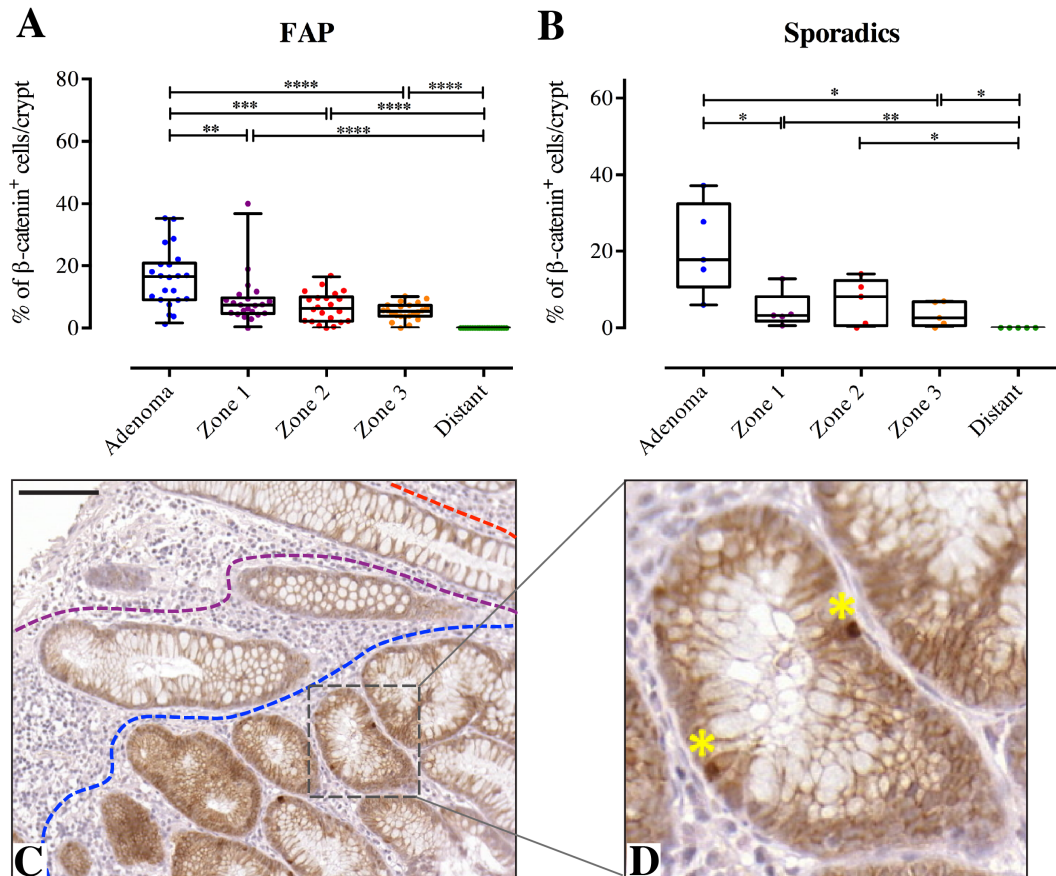 A
FAP
% of β-catenin⁺ cells/crypt
80
60
40
20
0
****
****
***
****
**
****
Adenoma
Zone 1
Zone 2
Zone 3
Distant
B
Sporadics
% of β-catenin⁺ cells/crypt
60
40
20
0
*
*
*
**
*
Adenoma
Zone 1
Zone 2
Zone 3
Distant
C
*
*
D